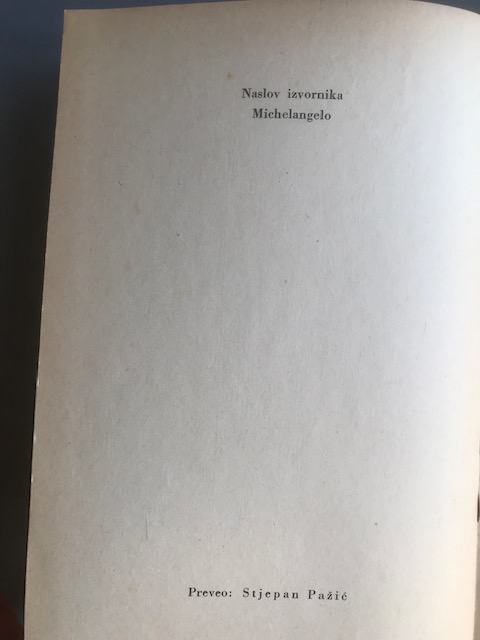 Naslov izvornika
Michelangelo
Preveo: Stjepan Pažić